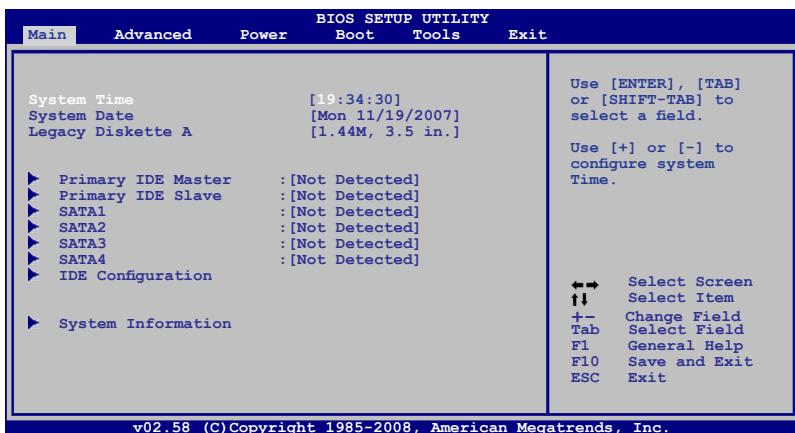 BIOS SETUP UTILITY
Main Advanced Power Boot Tools Exit
System Time [19:34:30]
System Date [Mon 11/19/2007]
Legacy Diskette A [1.44M, 3.5 in.]
Primary IDE Master :[Not Detected]
Primary IDE Slave :[Not Detected]
SATA1 :[Not Detected]
SATA2 :[Not Detected]
SATA3 :[Not Detected]
SATA4 :[Not Detected]
IDE Configuration
System Information
Use [ENTER], [TAB]
or [SHIFT-TAB] to
select a field.
Use [+] or [-] to
configure system
Time.
←→ Select Screen
↑↓ Select Item
+- Change Field
Tab Select Field
F1 General Help
F10 Save and Exit
ESC Exit
v02.58 (C)Copyright 1985-2008, American Megatrends, Inc.